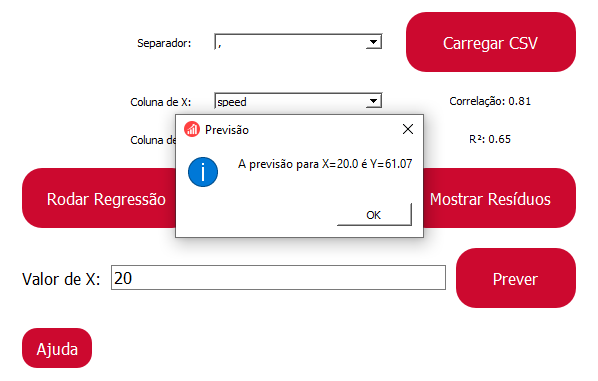 Separador: ,
Carregar CSV
Coluna de X: speed
Correlação: 0.81
Previsão
Coluna de
R²: 0.65
A previsão para X=20.0 é Y=61.07
OK
Rodar Regressão
Mostrar Resíduos
Valor de X: 20
Prever
Ajuda